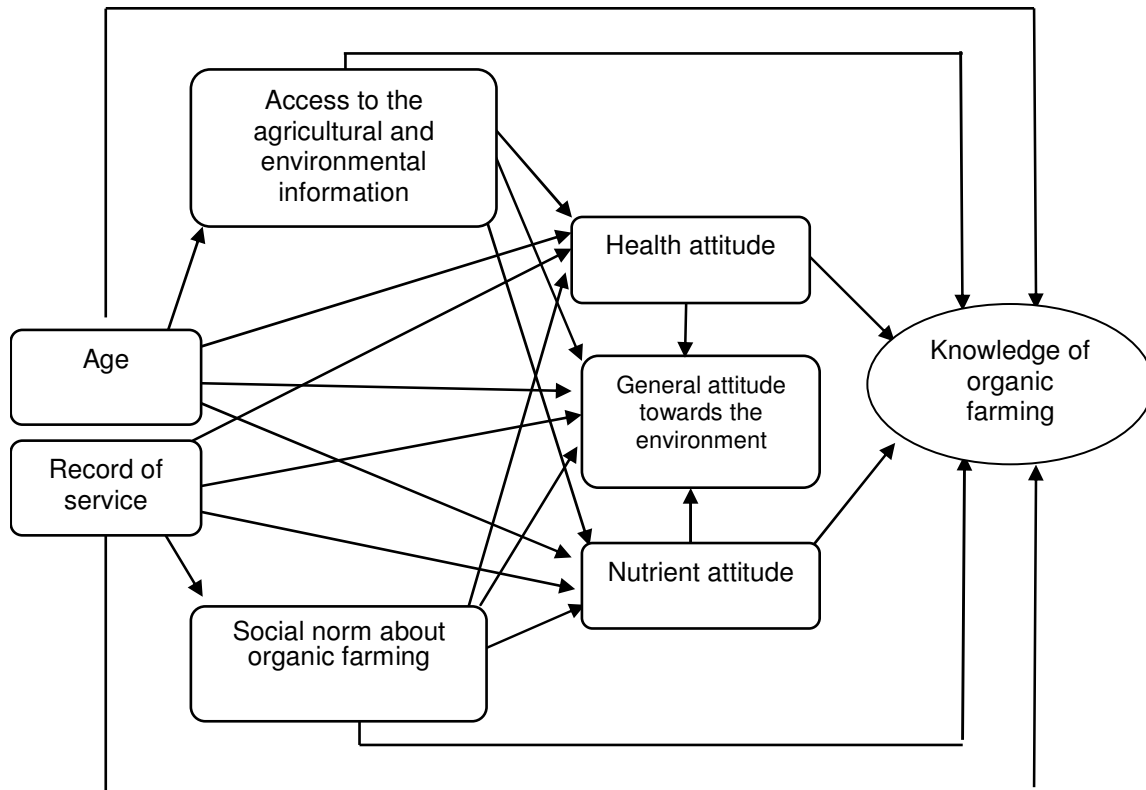 Access to the
agricultural and
environmental
information
Health attitude
Age
General attitude
towards the
environment
Knowledge of
organic
farming
Record of
service
Nutrient attitude
Social norm about
organic farming